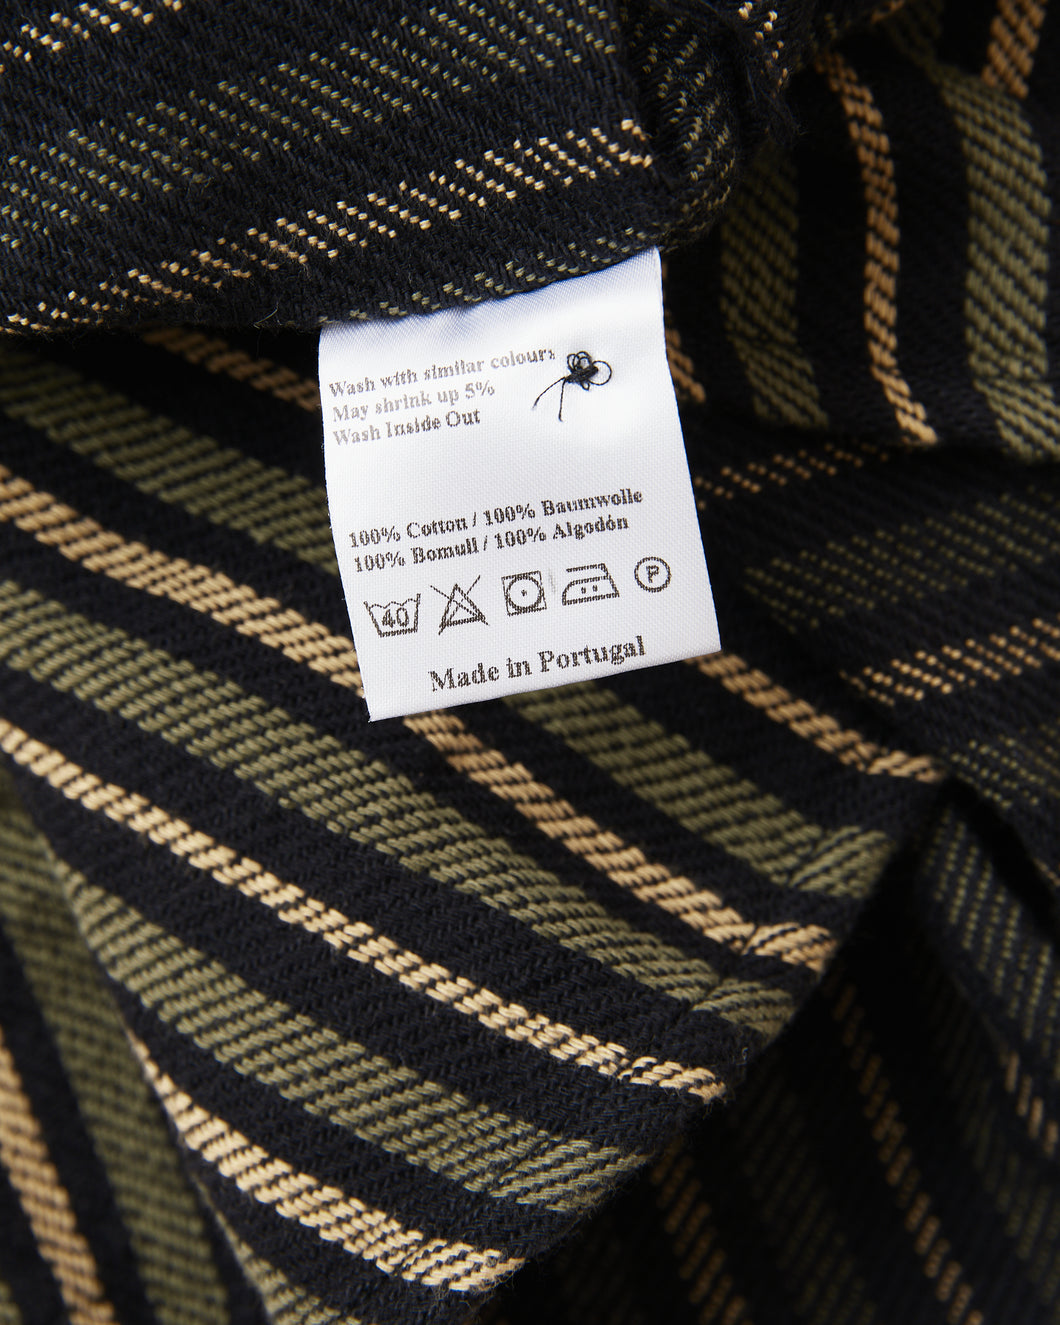 Wash with similar colours
May shrink up 5%
Wash Inside Out
100% Cotton / 100% Baumwolle
100% Bomull / 100% Algodón
40 P
Made in Portugal